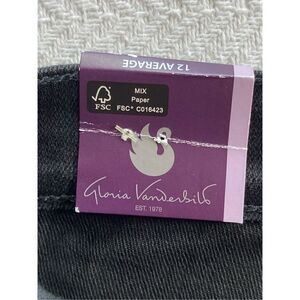 12 AVERAGE
FSC
MIX
Paper
FSC® C016423
Gloria Vanderbilt
EST. 1976